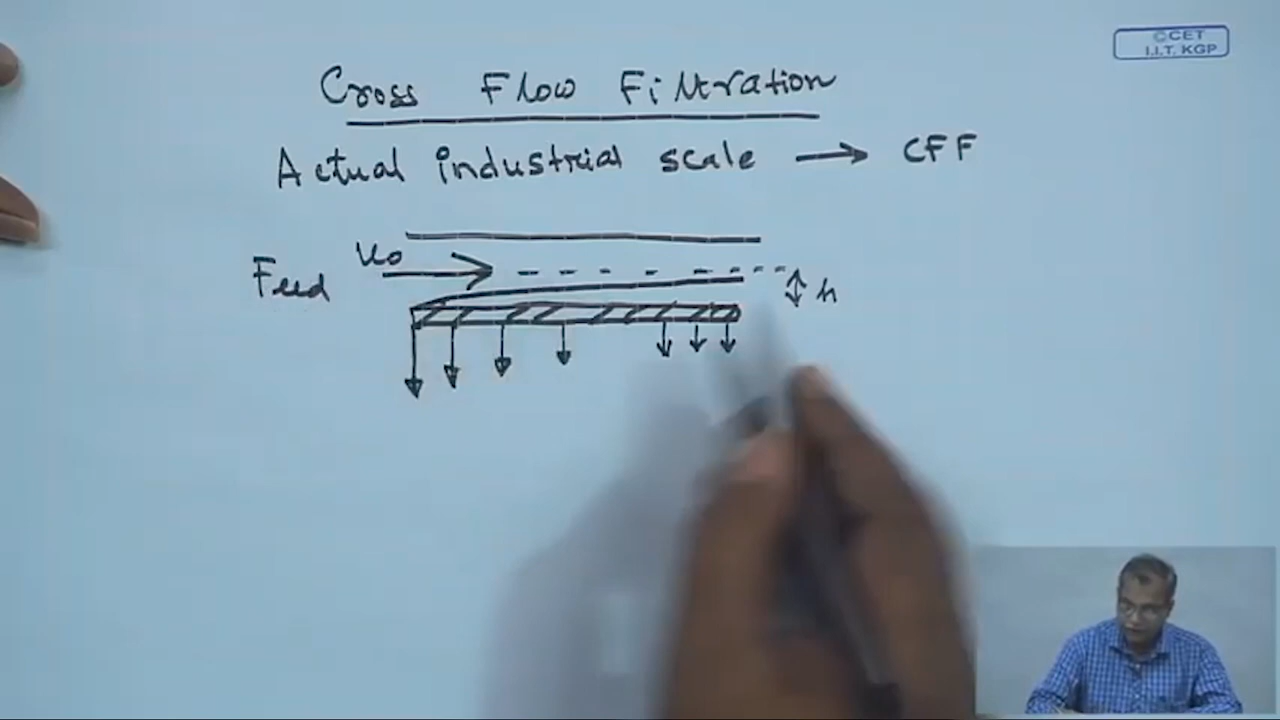 ©CET
I.I.T. KGP
Cross Flow Filtration
Actual industrial scale → CFF
Feed u₀
h